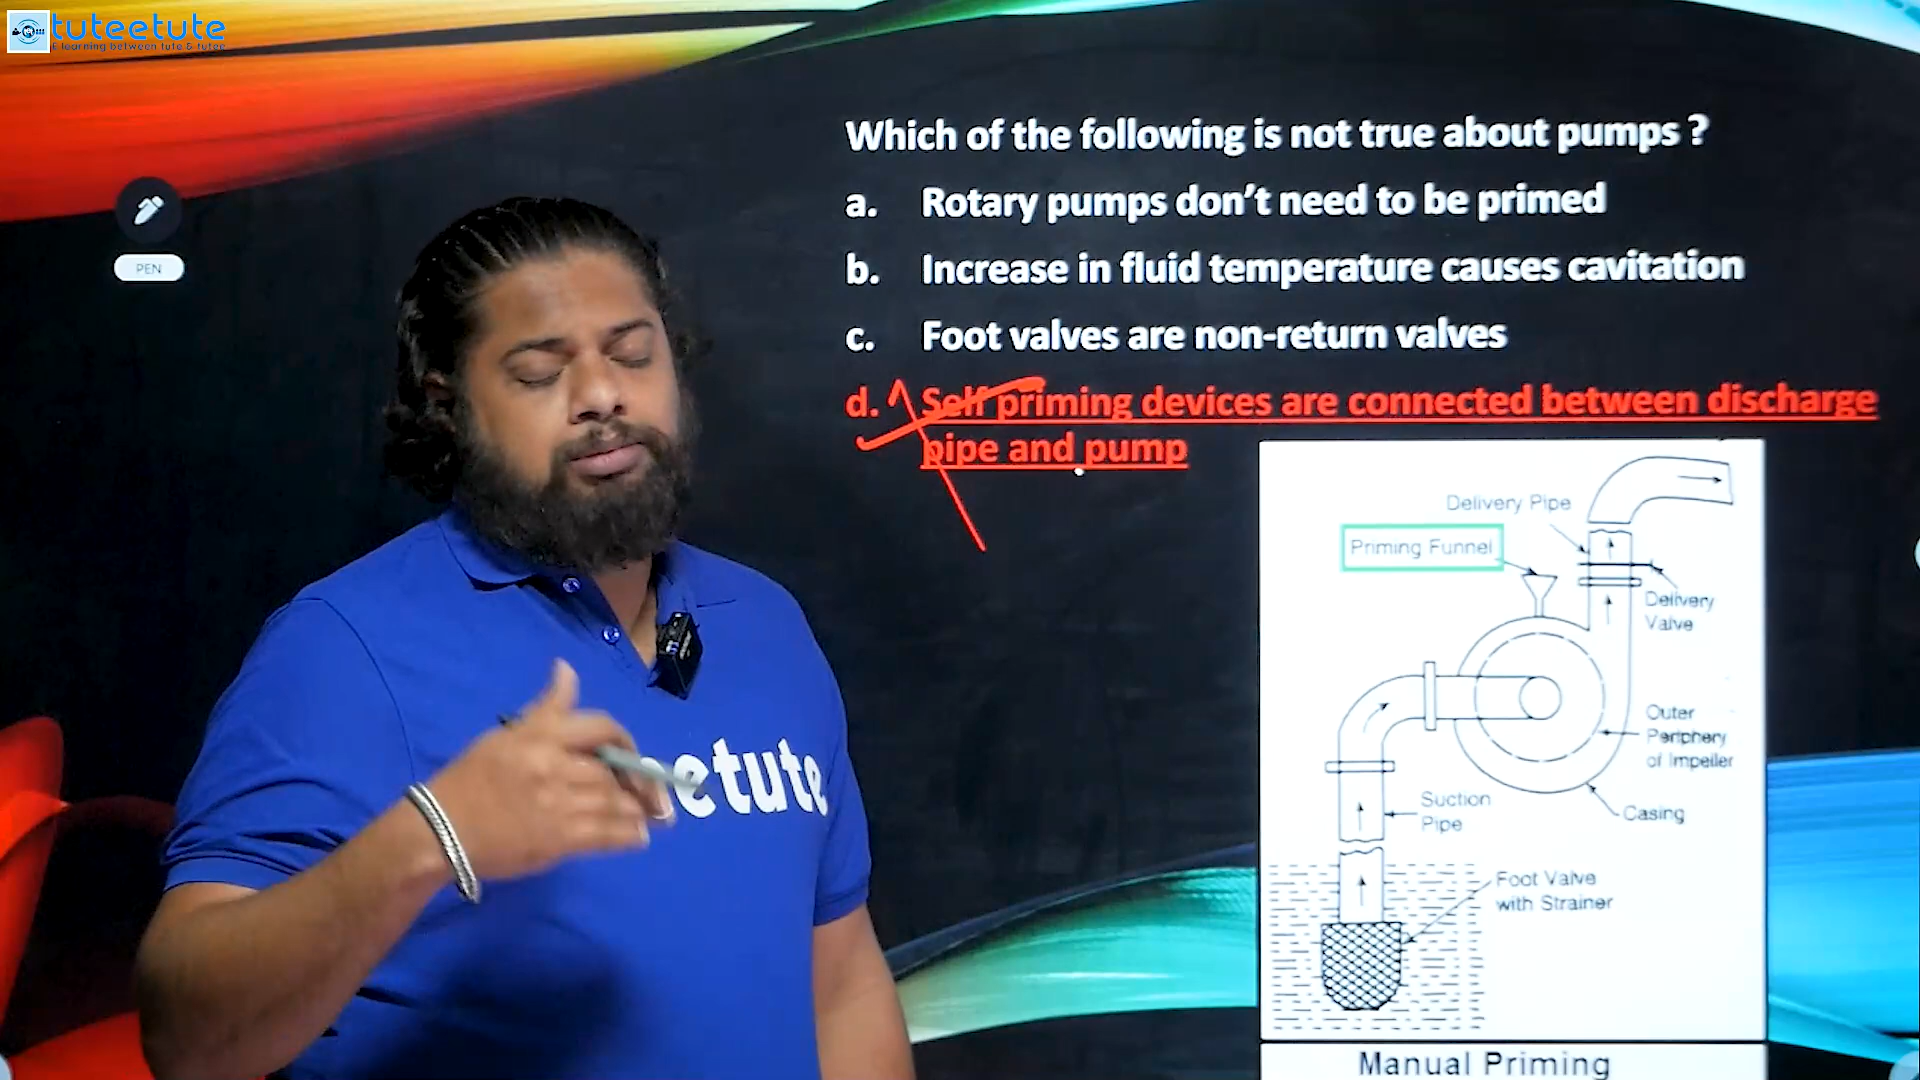 tuteetute
E learning between tute & tutee
PEN
Which of the following is not true about pumps ?
a. Rotary pumps don't need to be primed
b. Increase in fluid temperature causes cavitation
c. Foot valves are non-return valves
d. Self priming devices are connected between discharge
pipe and pump
Delivery Pipe
Priming Funnel
Delivery
Valve
Outer
Periphery
of Impeller
Suction
Pipe
Casing
Foot Valve
with Strainer
Manual Priming
etute